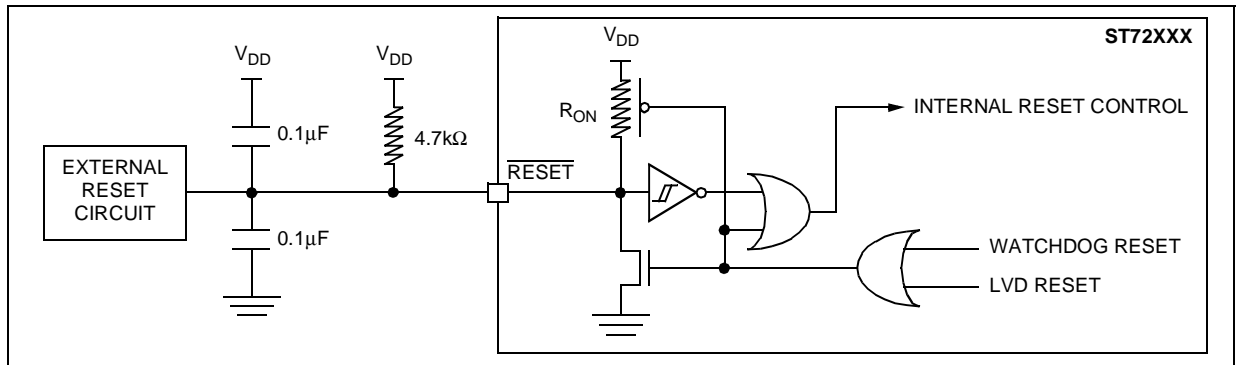 ST72XXX
V_DD
V_DD
V_DD
R_ON
INTERNAL RESET CONTROL
0.1μF
4.7kΩ
EXTERNAL
RESET
CIRCUIT
RESET
0.1μF
WATCHDOG RESET
LVD RESET